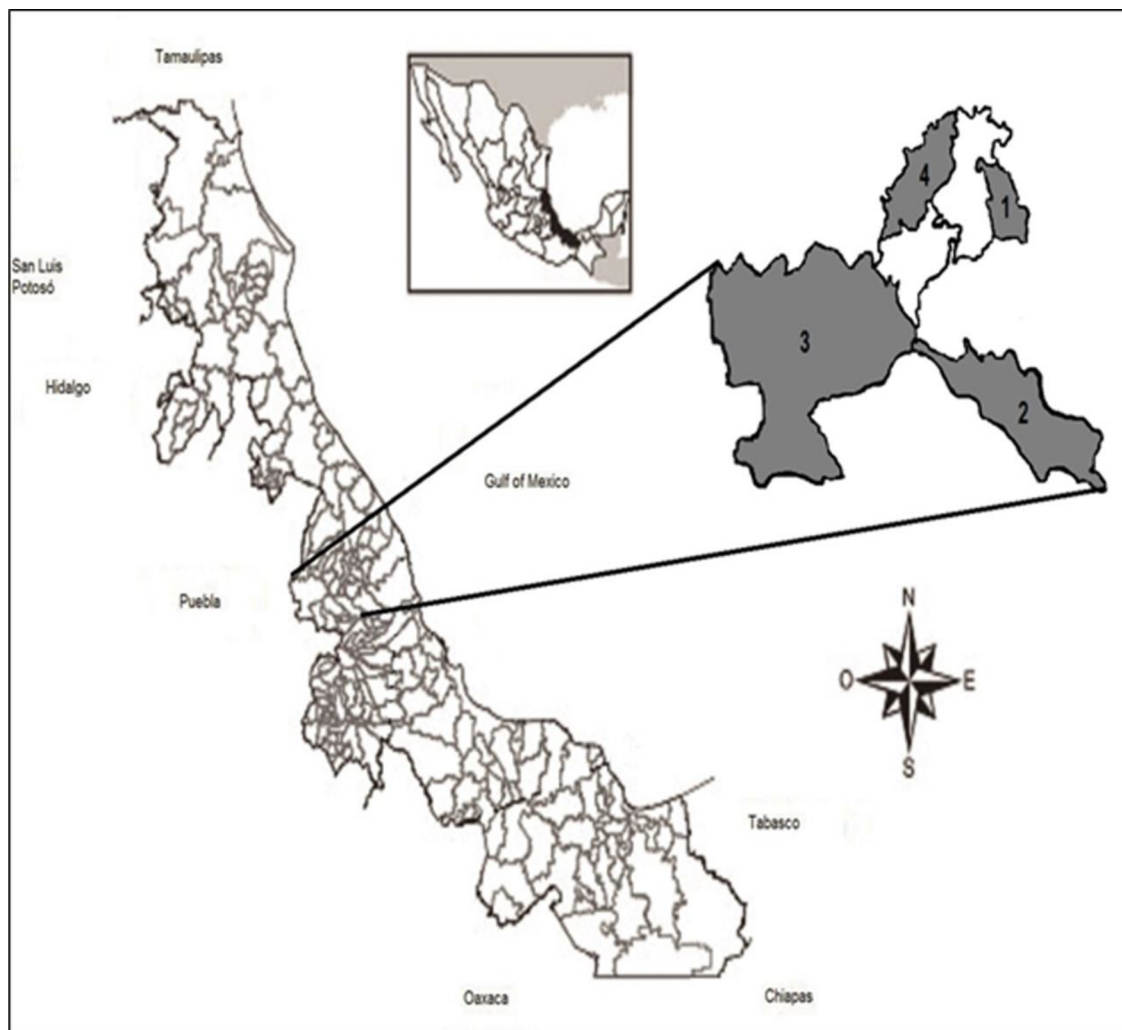 Tamaulipas
San Luis
Potosó
Hidalgo
Puebla
Gulf of Mexico
4
1
3
2
N
O
E
S
Tabasco
Oaxaca
Chiapas